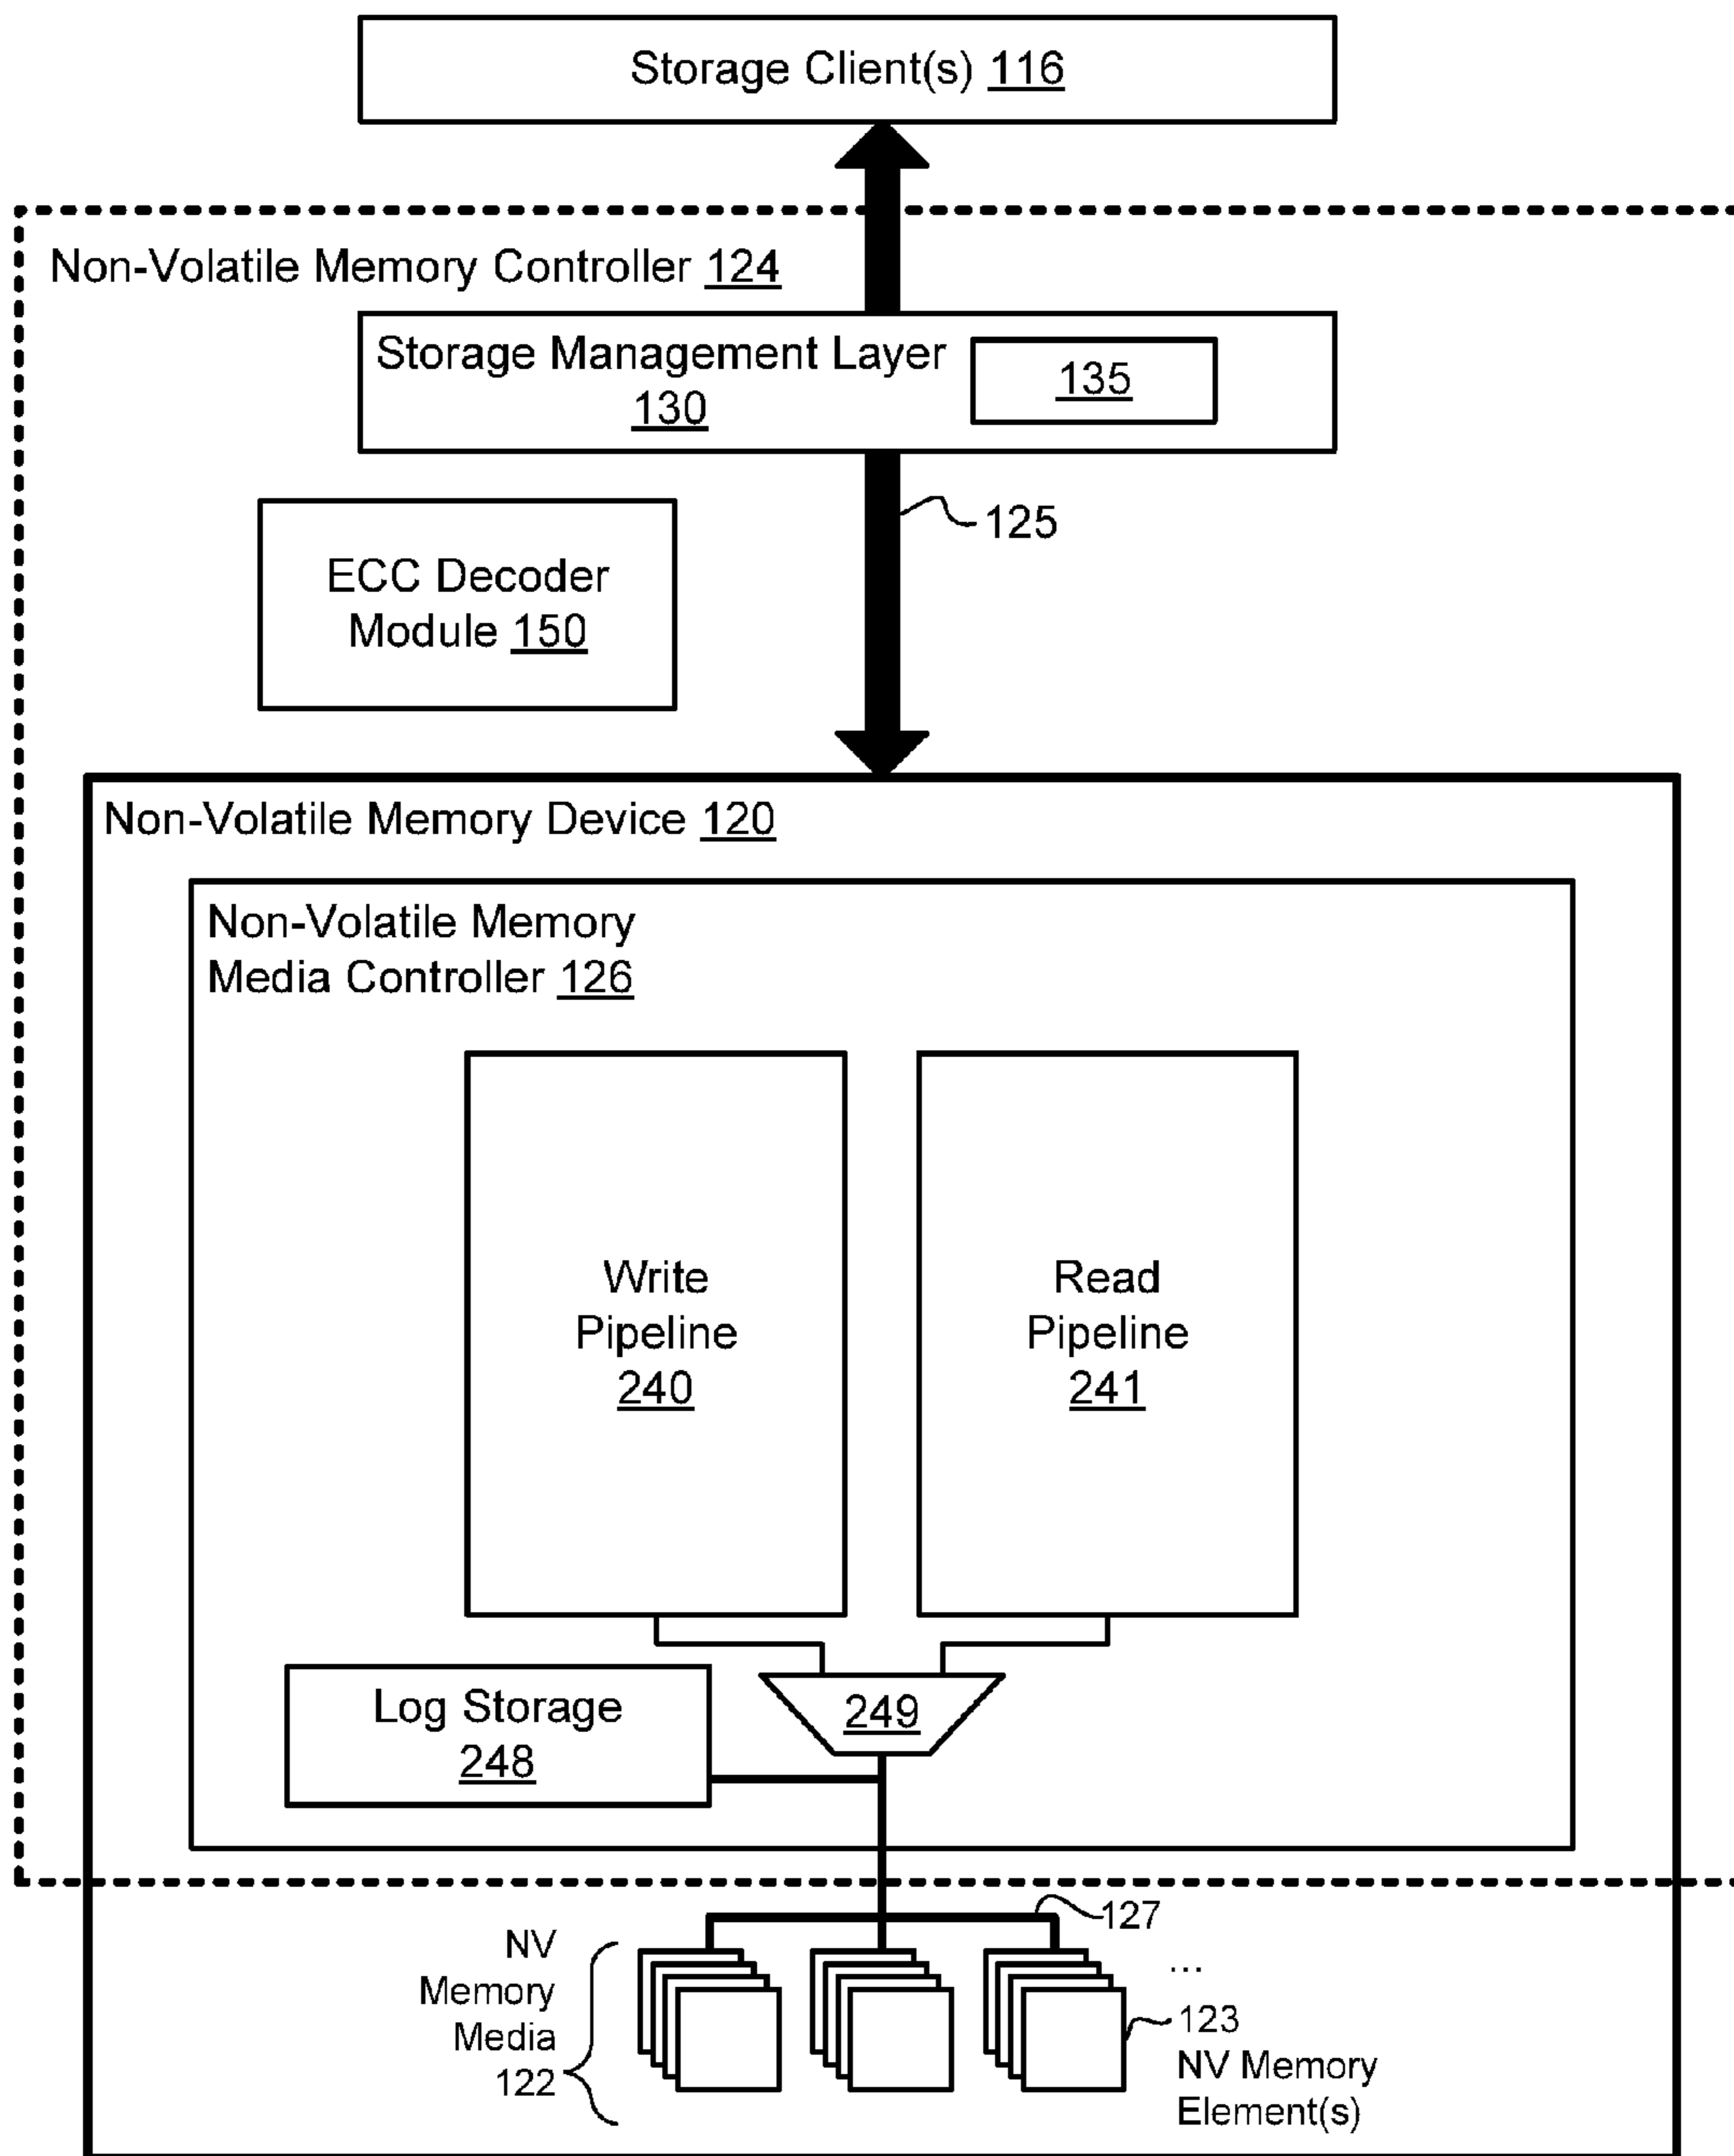 Storage Client(s) 116
Non-Volatile Memory Controller 124
Storage Management Layer
130
135
125
ECC Decoder
Module 150
Non-Volatile Memory Device 120
Non-Volatile Memory
Media Controller 126
Write
Pipeline
240
Read
Pipeline
241
Log Storage
248
249
127
NV
Memory
Media
122
...
123
NV Memory
Element(s)